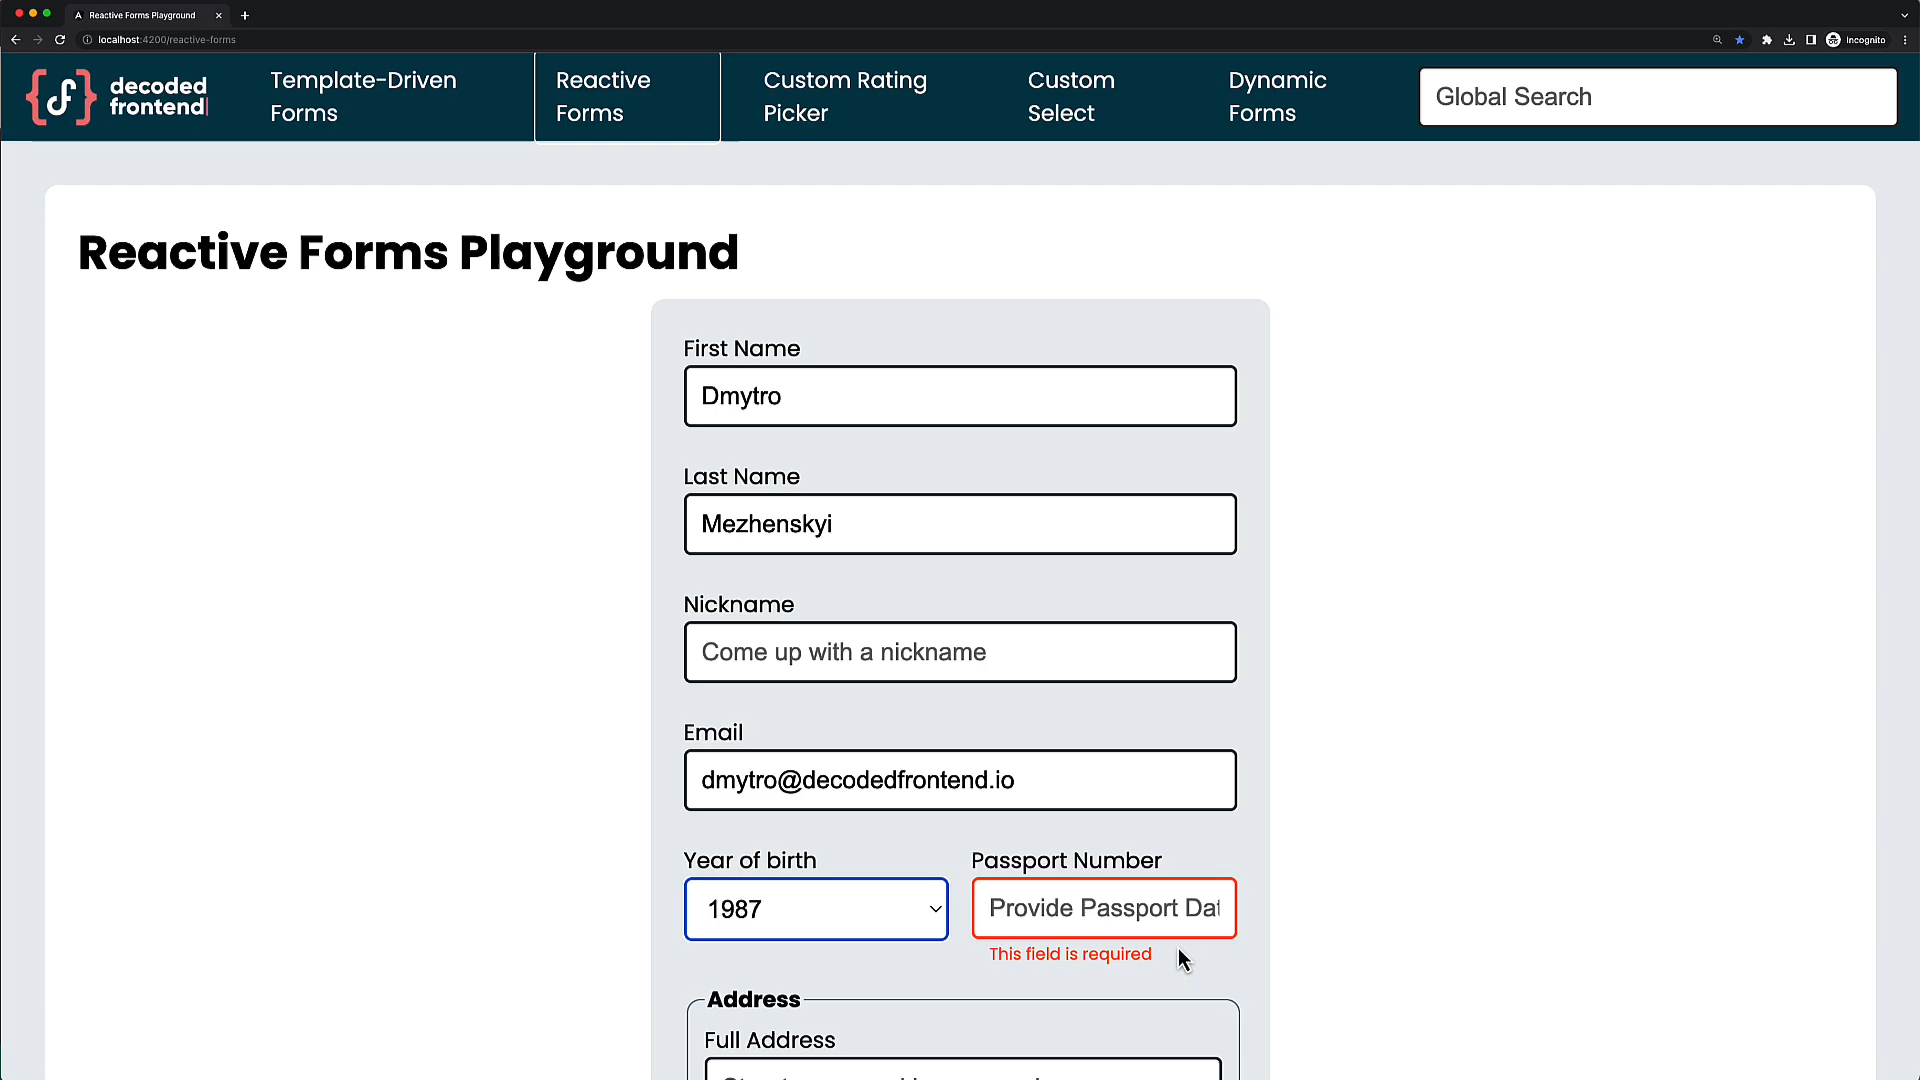 Reactive Forms Playground
localhost:4200/reactive-forms
Incognito
decoded
frontend
Template-Driven
Forms
Reactive
Forms
Custom Rating
Picker
Custom
Select
Dynamic
Forms
Global Search
Reactive Forms Playground
First Name
Dmytro
Last Name
Mezhenskyi
Nickname
Come up with a nickname
Email
dmytro@decodedfrontend.io
Year of birth
Passport Number
1987
Provide Passport Dat
This field is required
Address
Full Address